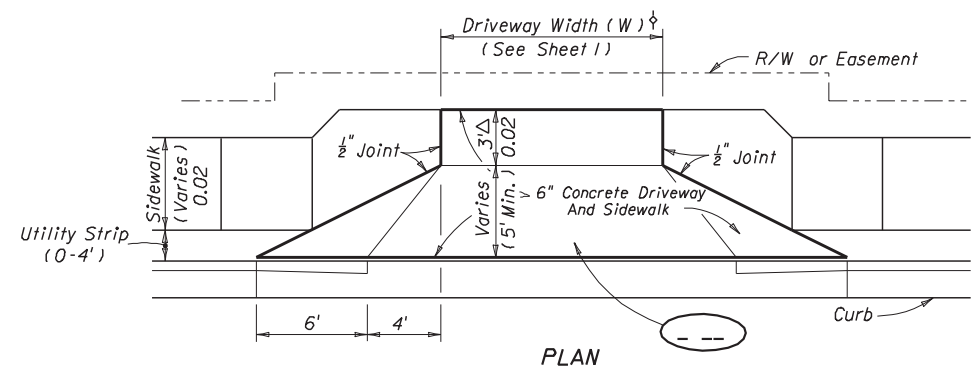 Driveway Width (W)
(See Sheet 1)
R/W or Easement
1/2" Joint
3'Δ
0.02
1/2" Joint
Sidewalk
(Varies)
0.02
Varies
(5' Min.)
6" Concrete Driveway
And Sidewalk
Utility Strip
(0-4')
6'
4'
Curb
PLAN